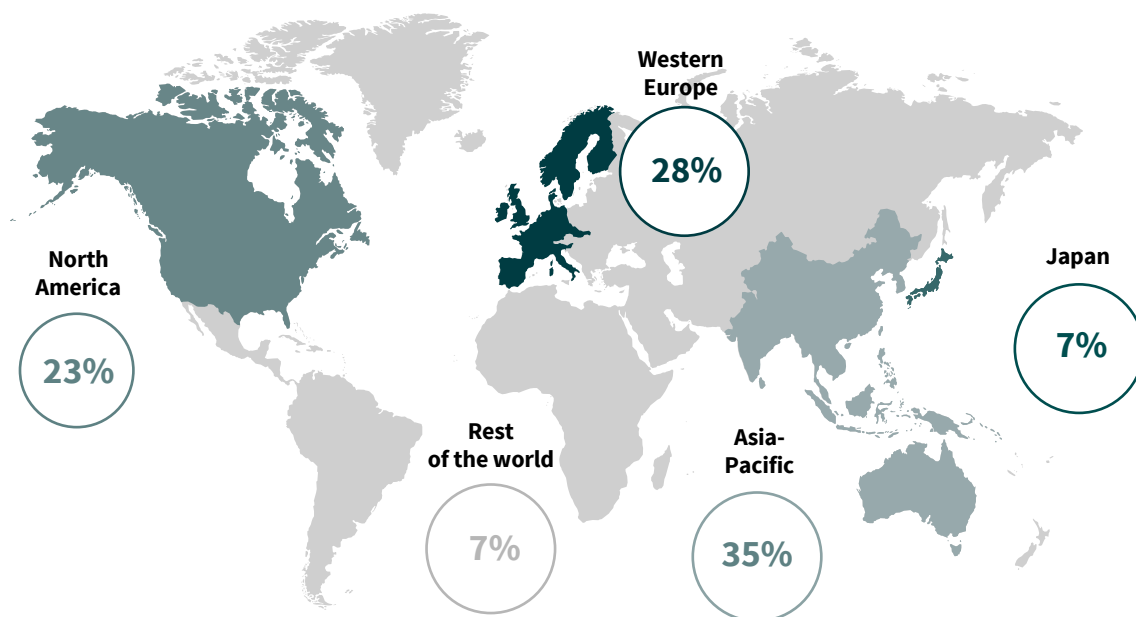 Western
Europe
28%
North
America
23%
Japan
7%
Rest
of the world
7%
Asia-
Pacific
35%